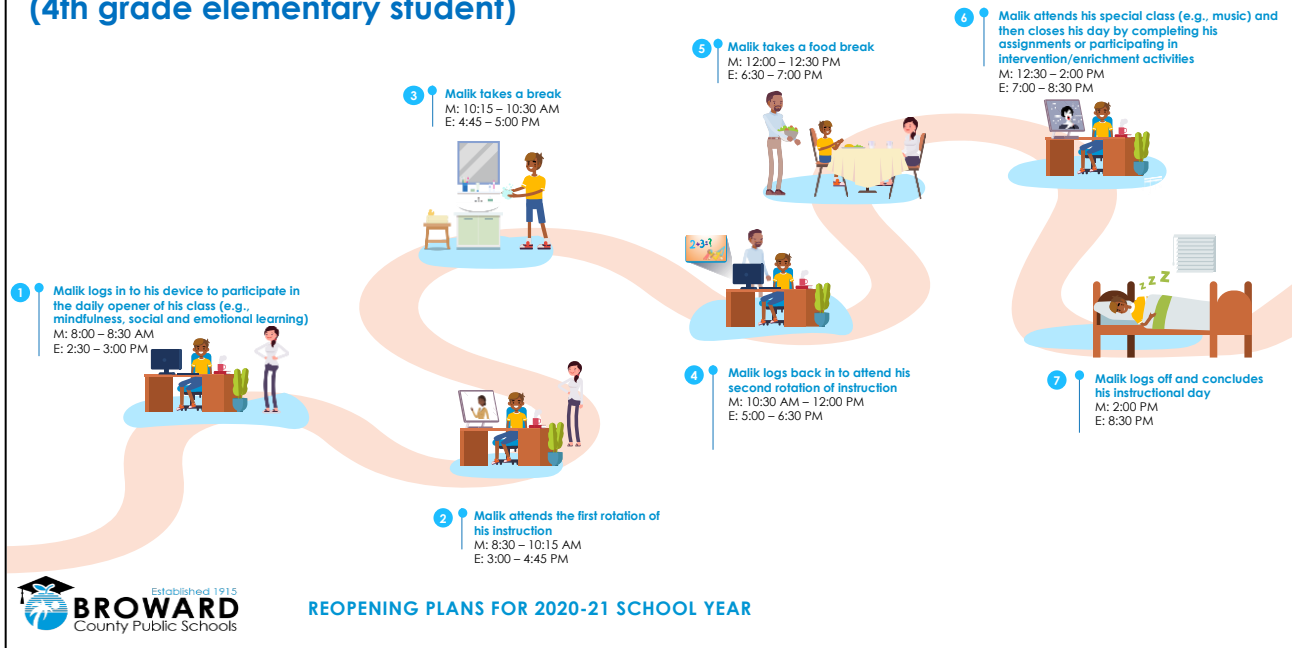 (4th grade elementary student)
1
Malik logs in to his device to participate in
the daily opener of his class (e.g.,
mindfulness, social and emotional learning)
M: 8:00 – 8:30 AM
E: 2:30 – 3:00 PM
2
Malik attends the first rotation of
his instruction
M: 8:30 – 10:15 AM
E: 3:00 – 4:45 PM
3
Malik takes a break
M: 10:15 – 10:30 AM
E: 4:45 – 5:00 PM
2+3=?
4
Malik logs back in to attend his
second rotation of instruction
M: 10:30 AM – 12:00 PM
E: 5:00 – 6:30 PM
5
Malik takes a food break
M: 12:00 – 12:30 PM
E: 6:30 – 7:00 PM
6
Malik attends his special class (e.g., music) and
then closes his day by completing his
assignments or participating in
intervention/enrichment activities
M: 12:30 – 2:00 PM
E: 7:00 – 8:30 PM
z z Z Z
7
Malik logs off and concludes
his instructional day
M: 2:00 PM
E: 8:30 PM
Established 1915
BROWARD
County Public Schools
REOPENING PLANS FOR 2020-21 SCHOOL YEAR